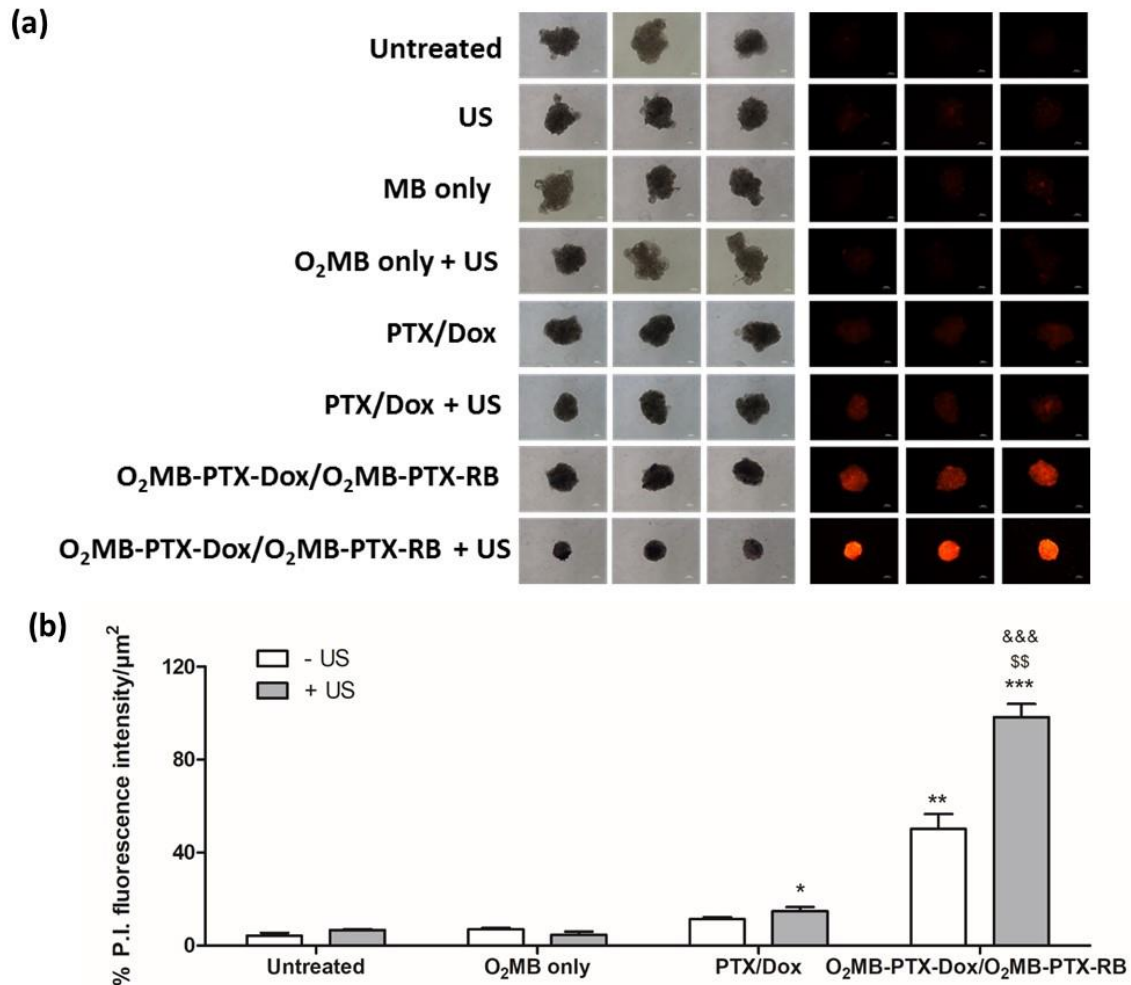 (a)
Untreated
US
MB only
O₂MB only + US
PTX/Dox
PTX/Dox + US
O₂MB-PTX-Dox/O₂MB-PTX-RB
O₂MB-PTX-Dox/O₂MB-PTX-RB + US
(b)
% P.I. fluorescence intensity/µm²
- US
+ US
120
80
40
0
*
**
&&&
$$
***
Untreated
O₂MB only
PTX/Dox
O₂MB-PTX-Dox/O₂MB-PTX-RB